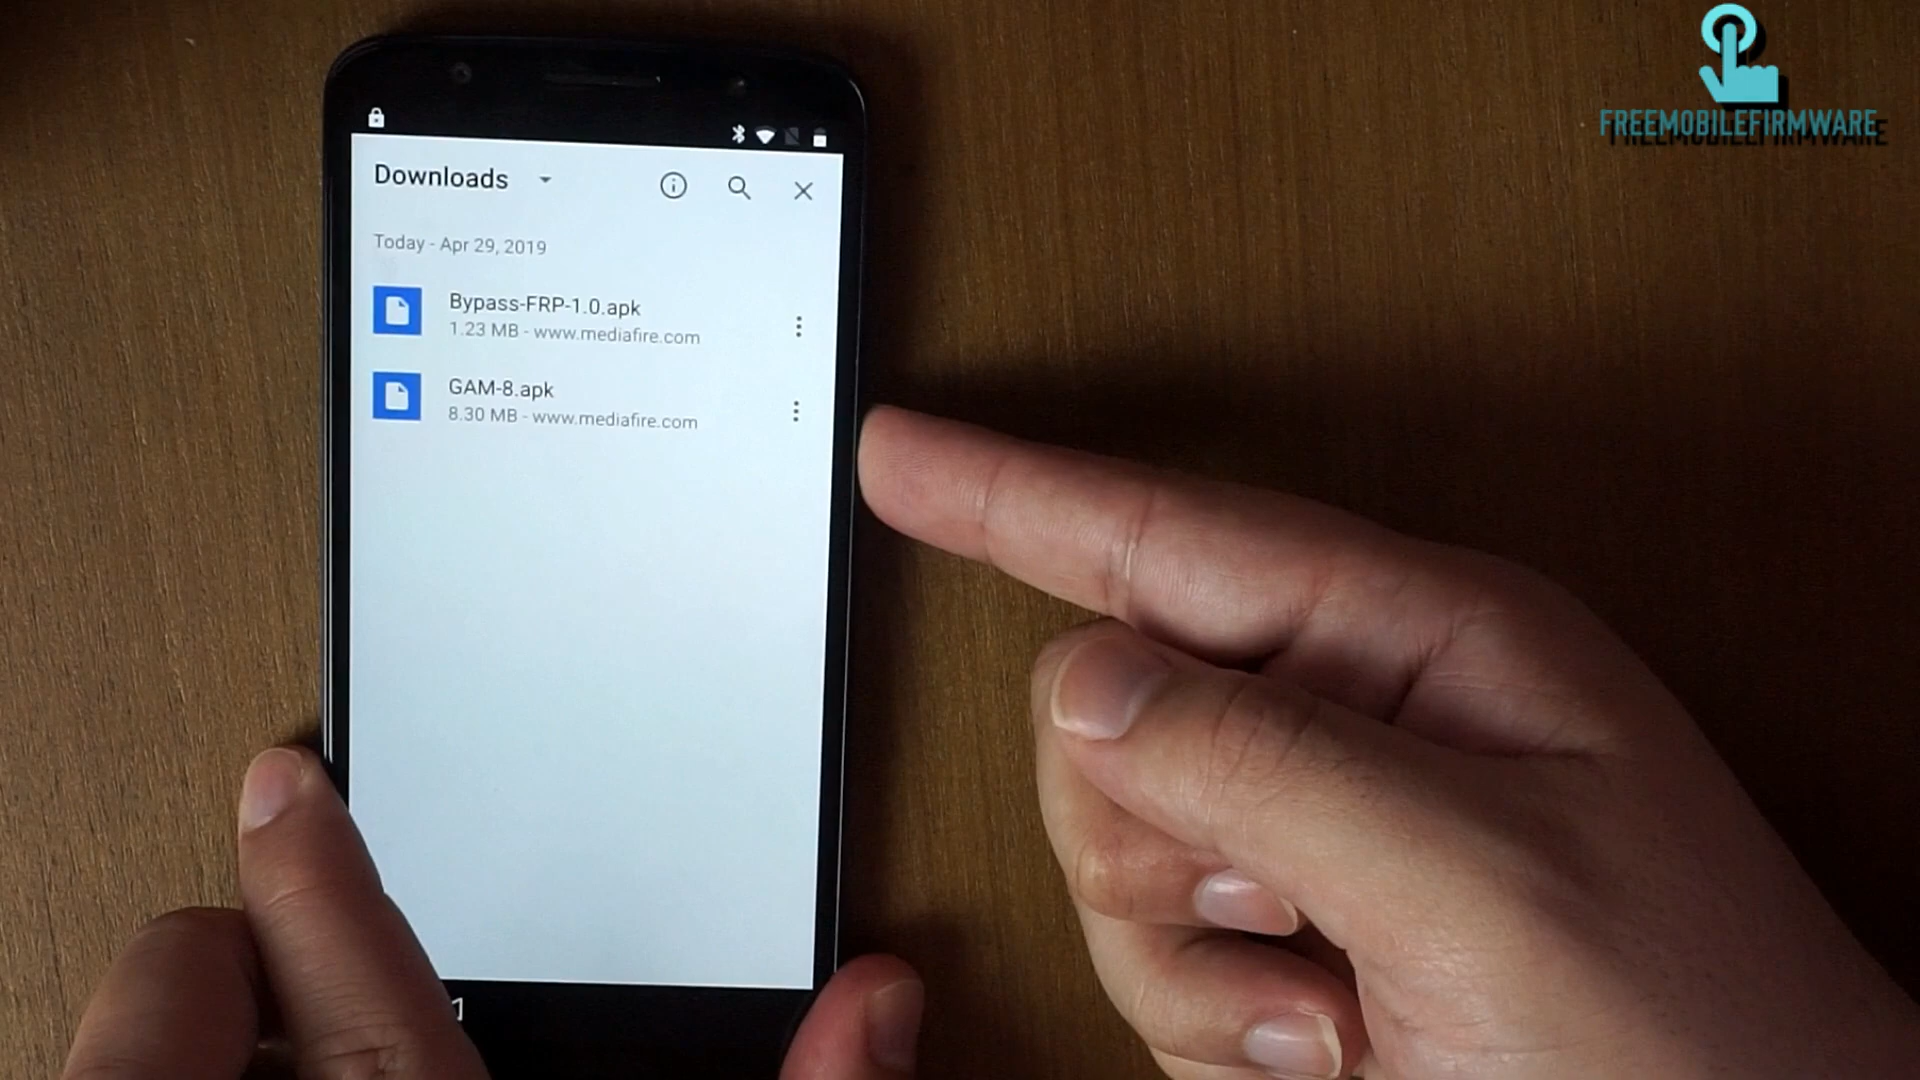 FREEMOBILEFIRMWARE
Downloads
Today - Apr 29, 2019
Bypass-FRP-1.0.apk
1.23 MB - www.mediafire.com
GAM-8.apk
8.30 MB - www.mediafire.com